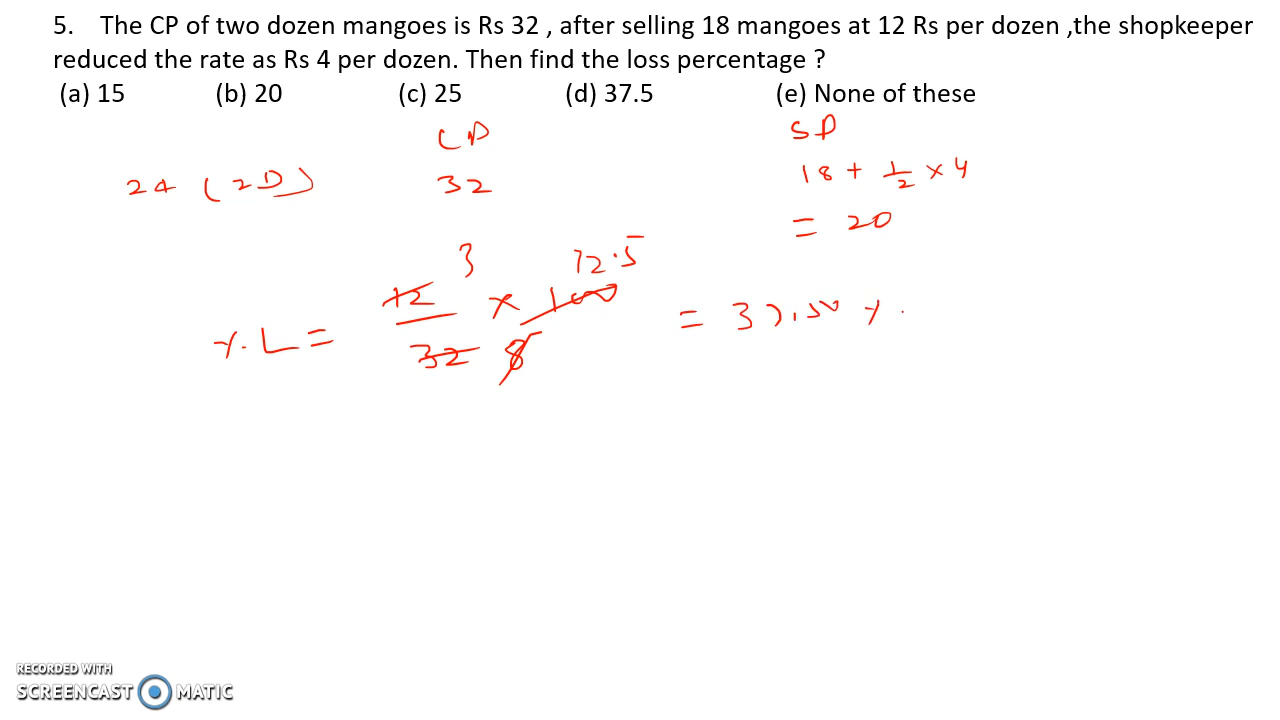 5. The CP of two dozen mangoes is Rs 32 , after selling 18 mangoes at 12 Rs per dozen ,the shopkeeper
reduced the rate as Rs 4 per dozen. Then find the loss percentage ?
(a) 15 (b) 20 (c) 25 (d) 37.5 (e) None of these
CP SP
24 (2D) 32 18 + 1/2 × 4
= 20
3 12.5
%L = 12/32 8 × 100 = 37.50 %.
RECORDED WITH
SCREENCAST MATIC